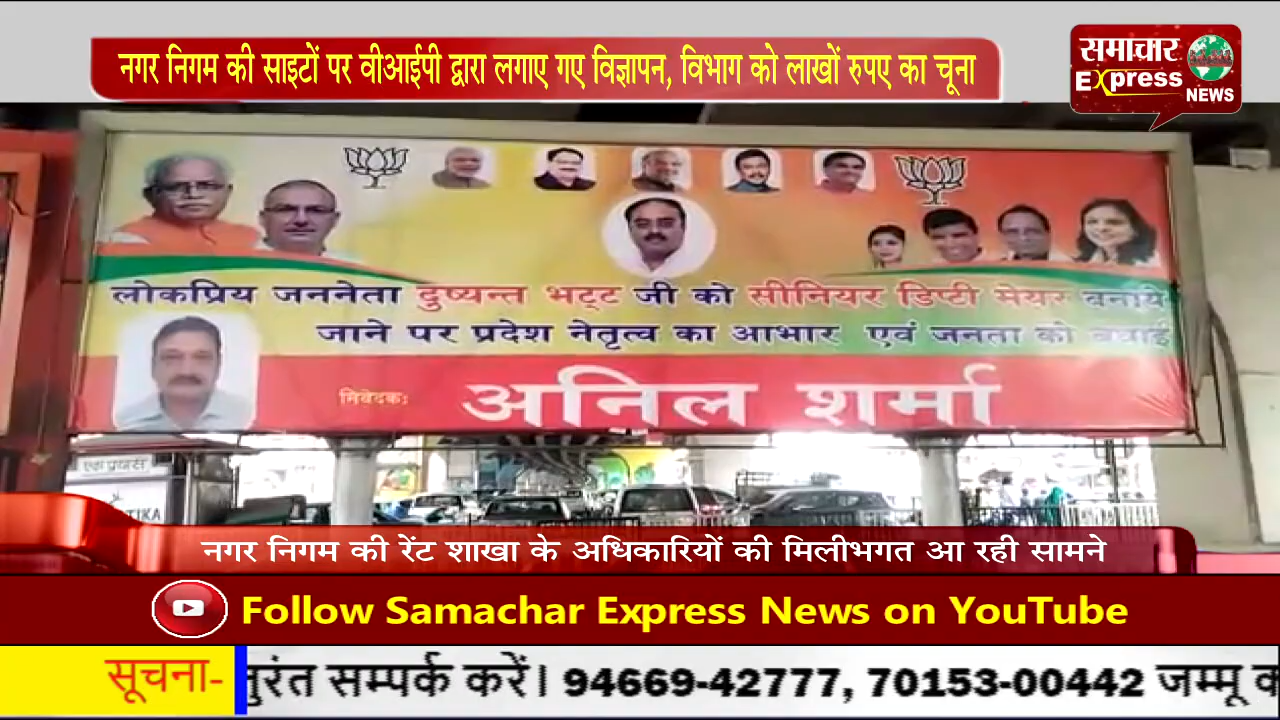 नगर निगम की साइटों पर वीआईपी द्वारा लगाए गए विज्ञापन, विभाग को लाखों रुपए का चूना
समाचार
Express
NEWS
लोकप्रिय जननेता दुष्यन्त भट्ट जी को सीनियर डिप्टी मेयर बनाये
जाने पर प्रदेश नेतृत्व का आभार एवं जनता को बधाई
निवेदकः अनिल शर्मा
TIKA
नगर निगम की रेंट शाखा के अधिकारियों की मिलीभगत आ रही सामने
Follow Samachar Express News on YouTube
सूचना- तुरंत सम्पर्क करें। 94669-42777, 70153-00442 जम्मू